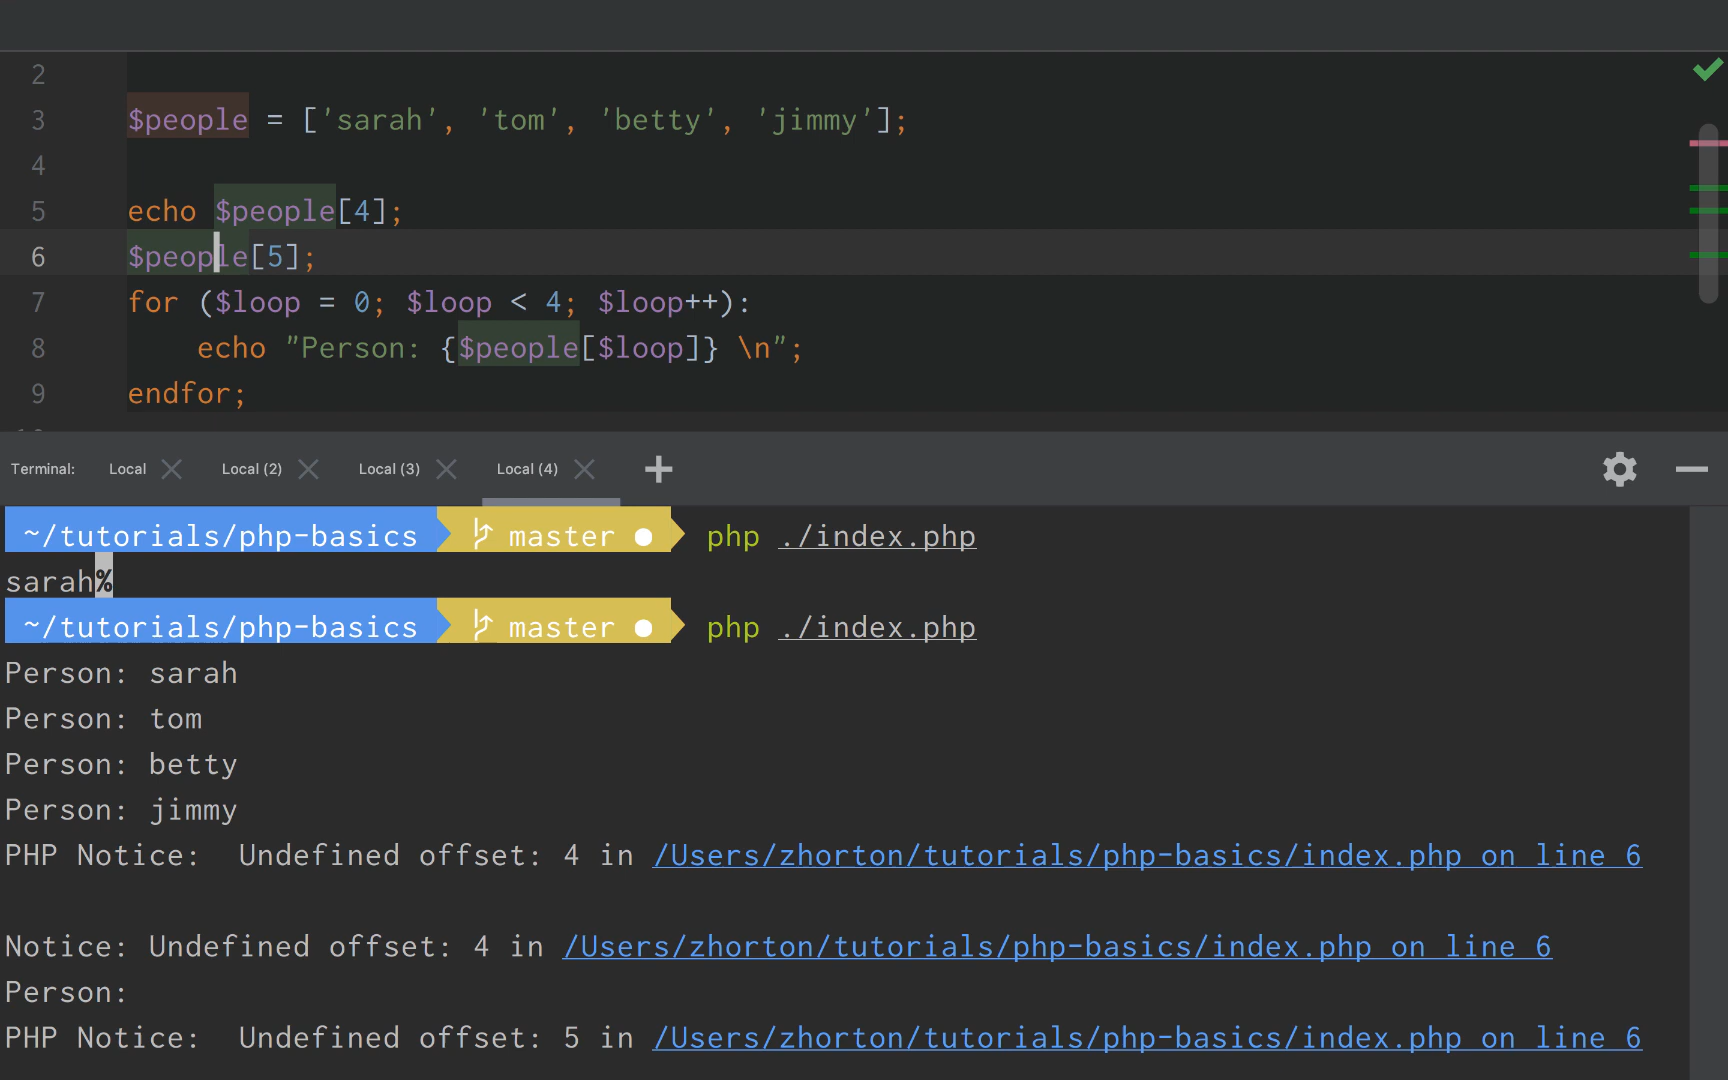 2
3 $people = ['sarah', 'tom', 'betty', 'jimmy'];
4
5 echo $people[4];
6 $people[5];
7 for ($loop = 0; $loop < 4; $loop++):
8     echo "Person: {$people[$loop]} \n";
9 endfor;
Terminal: Local Local (2) Local (3) Local (4) +
~/tutorials/php-basics master ● php ./index.php
sarah%
~/tutorials/php-basics master ● php ./index.php
Person: sarah
Person: tom
Person: betty
Person: jimmy
PHP Notice:  Undefined offset: 4 in /Users/zhorton/tutorials/php-basics/index.php on line 6
Notice: Undefined offset: 4 in /Users/zhorton/tutorials/php-basics/index.php on line 6
Person:
PHP Notice:  Undefined offset: 5 in /Users/zhorton/tutorials/php-basics/index.php on line 6